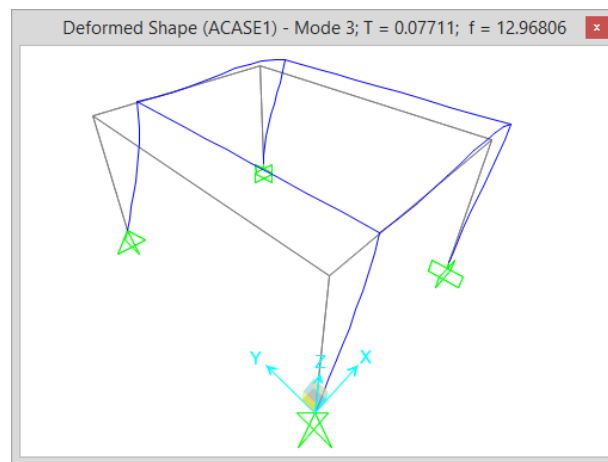 Deformed Shape (ACASE1) - Mode 3; T = 0.07711;  f = 12.96806
x
Y
Z
X